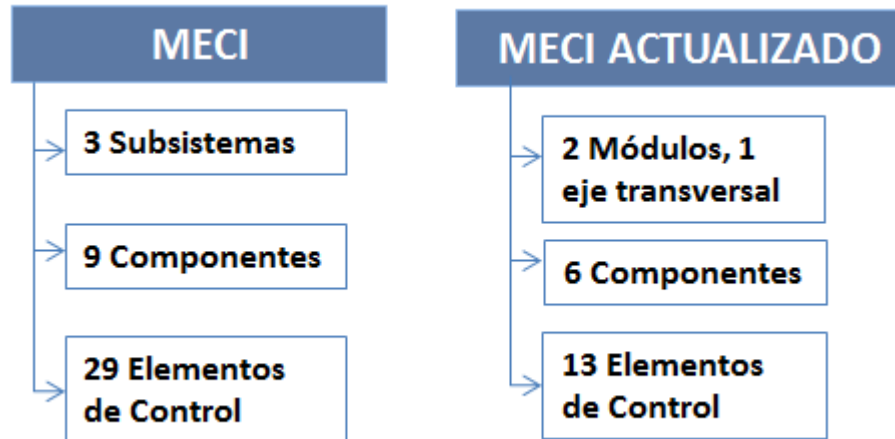 MECI
3 Subsistemas
9 Componentes
29 Elementos
de Control
MECI ACTUALIZADO
2 Módulos, 1
eje transversal
6 Componentes
13 Elementos
de Control